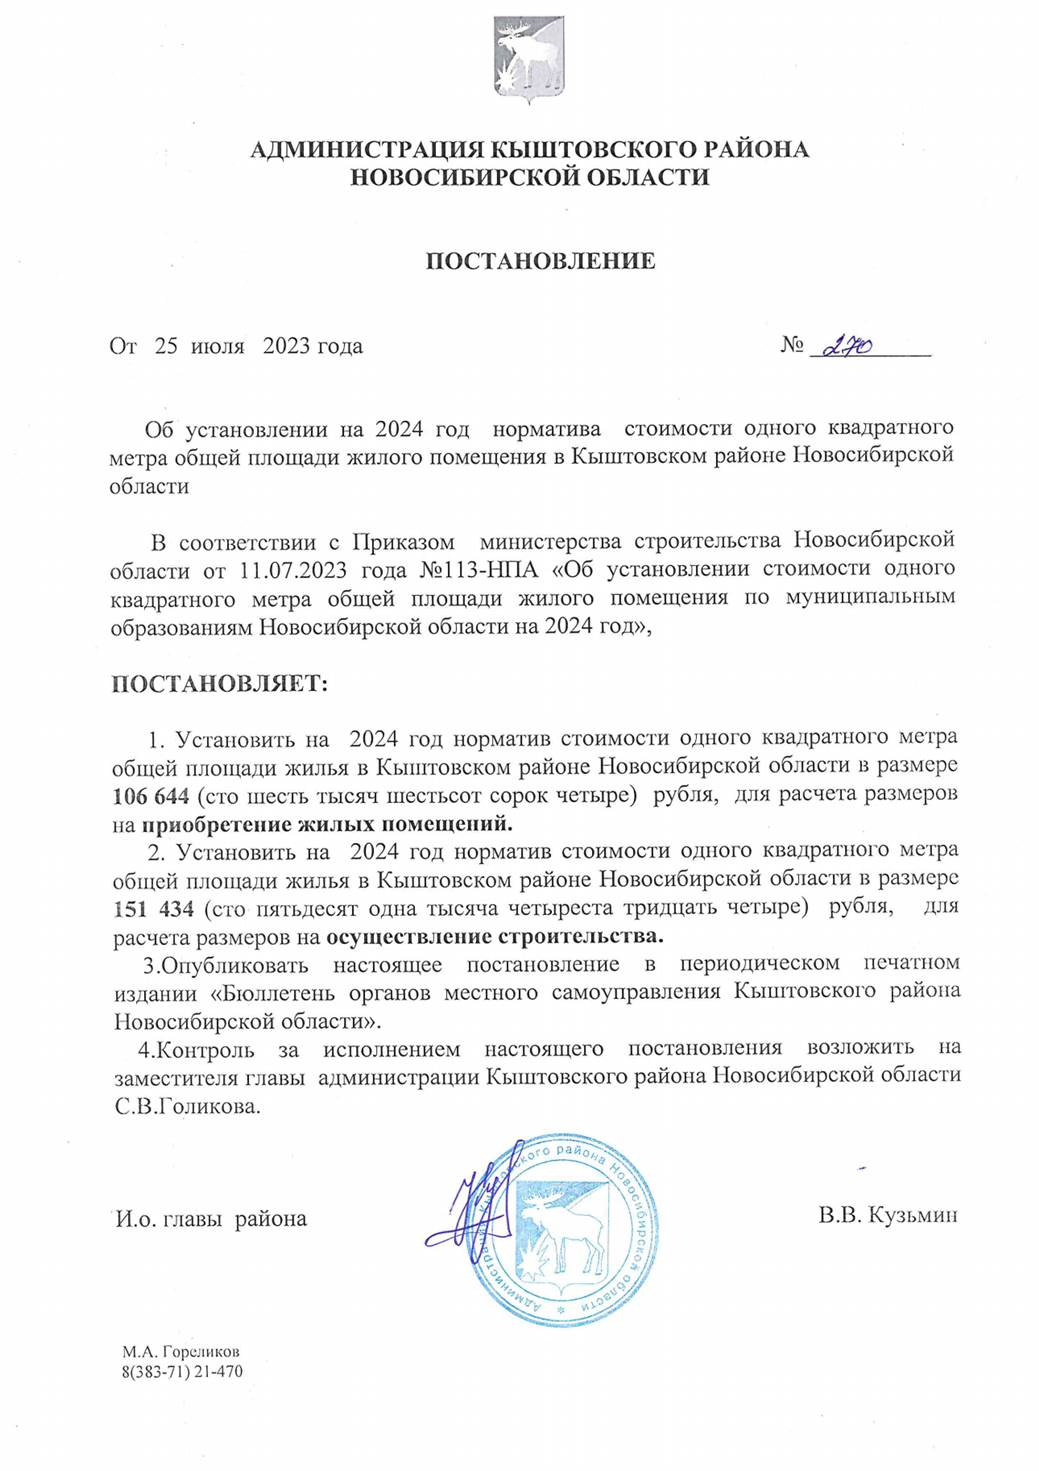 АДМИНИСТРАЦИЯ КЫШТОВСКОГО РАЙОНА
НОВОСИБИРСКОЙ ОБЛАСТИ
ПОСТАНОВЛЕНИЕ
От 25 июля 2023 года № 270
Об установлении на 2024 год норматива стоимости одного квадратного
метра общей площади жилого помещения в Кыштовском районе Новосибирской
области
В соответствии с Приказом министерства строительства Новосибирской
области от 11.07.2023 года №113-НПА «Об установлении стоимости одного
квадратного метра общей площади жилого помещения по муниципальным
образованиям Новосибирской области на 2024 год»,
ПОСТАНОВЛЯЕТ:
1. Установить на 2024 год норматив стоимости одного квадратного метра
общей площади жилья в Кыштовском районе Новосибирской области в размере
106 644 (сто шесть тысяч шестьсот сорок четыре) рубля, для расчета размеров
на приобретение жилых помещений.
2. Установить на 2024 год норматив стоимости одного квадратного метра
общей площади жилья в Кыштовском районе Новосибирской области в размере
151 434 (сто пятьдесят одна тысяча четыреста тридцать четыре) рубля, для
расчета размеров на осуществление строительства.
3.Опубликовать настоящее постановление в периодическом печатном
издании «Бюллетень органов местного самоуправления Кыштовского района
Новосибирской области».
4.Контроль за исполнением настоящего постановления возложить на
заместителя главы администрации Кыштовского района Новосибирской области
С.В.Голикова.
И.о. главы района В.В. Кузьмин
Администрация Кыштовского района Новосибирской области *
М.А. Гореликов
8(383-71) 21-470